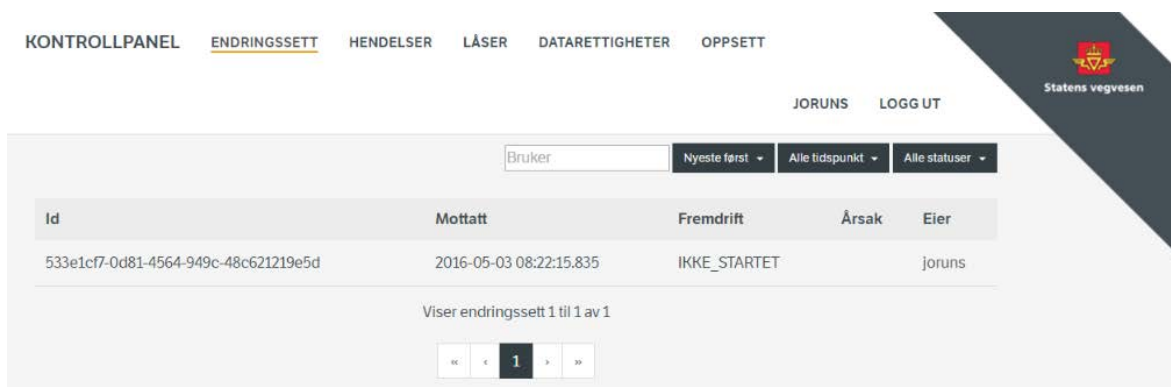 KONTROLLPANEL ENDRINGSSETT HENDELSER LÅSER DATARETTIGHETER OPPSETT
Statens vegvesen
JORUNS LOGG UT
Bruker Nyeste først Alle tidspunkt Alle statuser
Id Mottatt Fremdrift Årsak Eier
533e1cf7-0d81-4564-949c-48c621219e5d 2016-05-03 08:22:15.835 IKKE_STARTET joruns
Viser endringssett 1 til 1 av 1
« ‹ 1 › »